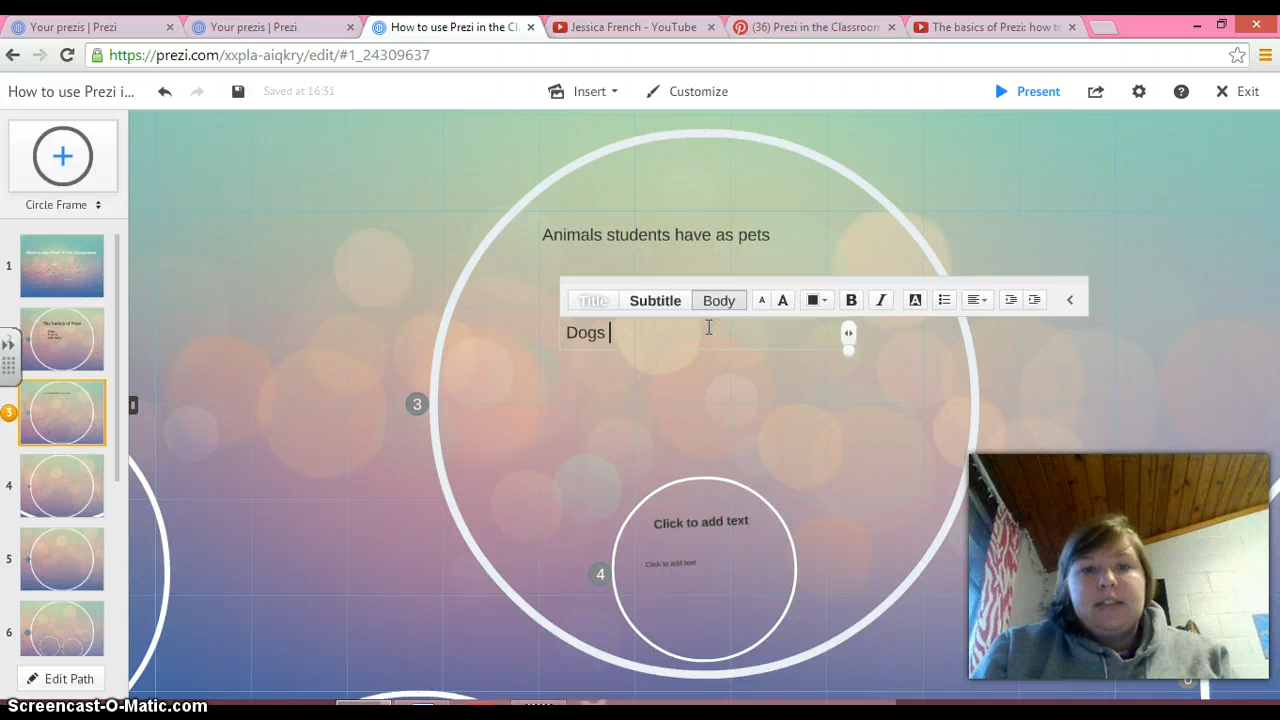 Your prezis | Prezi
Your prezis | Prezi
How to use Prezi in the Cl
Jessica French - YouTube
(36) Prezi in the Classroom
The basics of Prezi: how to
https://prezi.com/xxpla-aiqkry/edit/#1_24309637
How to use Prezi i...
Saved at 16:31
Insert
Customize
Present
Exit
Circle Frame
1
3
4
5
6
Edit Path
Animals students have as pets
Title
Subtitle
Body
A
A
B
I
A
Dogs
3
Click to add text
Click to add text
4
Screencast-O-Matic.com